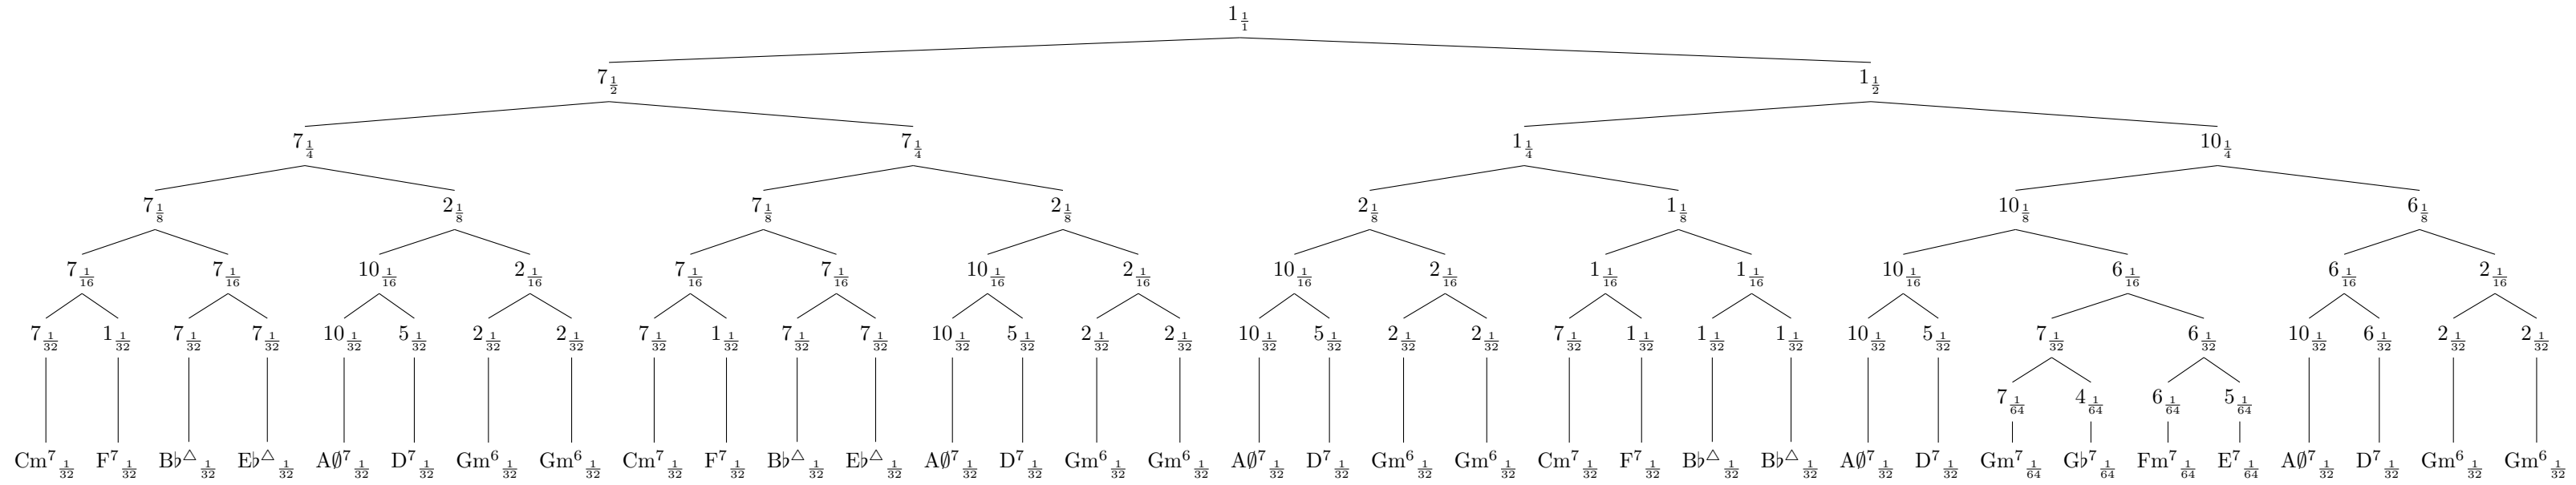 1 1/1
7 1/2 1 1/2
7 1/4 7 1/4 1 1/4 10 1/4
7 1/8 2 1/8 7 1/8 2 1/8 2 1/8 1 1/8 10 1/8 6 1/8
7 1/16 7 1/16 10 1/16 2 1/16 7 1/16 7 1/16 10 1/16 2 1/16 10 1/16 2 1/16 1 1/16 1 1/16 10 1/16 6 1/16 6 1/16 2 1/16
7 1/32 1 1/32 7 1/32 7 1/32 10 1/32 5 1/32 2 1/32 2 1/32 7 1/32 1 1/32 7 1/32 7 1/32 10 1/32 5 1/32 2 1/32 2 1/32 10 1/32 5 1/32 2 1/32 2 1/32 7 1/32 1 1/32 1 1/32 1 1/32 10 1/32 5 1/32 7 1/32 6 1/32 10 1/32 6 1/32 2 1/32 2 1/32
7 1/64 4 1/64 6 1/64 5 1/64
Cm⁷ 1/32 F⁷ 1/32 B♭△ 1/32 E♭△ 1/32 A∅⁷ 1/32 D⁷ 1/32 Gm⁶ 1/32 Gm⁶ 1/32 Cm⁷ 1/32 F⁷ 1/32 B♭△ 1/32 E♭△ 1/32 A∅⁷ 1/32 D⁷ 1/32 Gm⁶ 1/32 Gm⁶ 1/32 A∅⁷ 1/32 D⁷ 1/32 Gm⁶ 1/32 Gm⁶ 1/32 Cm⁷ 1/32 F⁷ 1/32 B♭△ 1/32 B♭△ 1/32 A∅⁷ 1/32 D⁷ 1/32 Gm⁷ 1/64 G♭⁷ 1/64 Fm⁷ 1/64 E⁷ 1/64 A∅⁷ 1/32 D⁷ 1/32 Gm⁶ 1/32 Gm⁶ 1/32